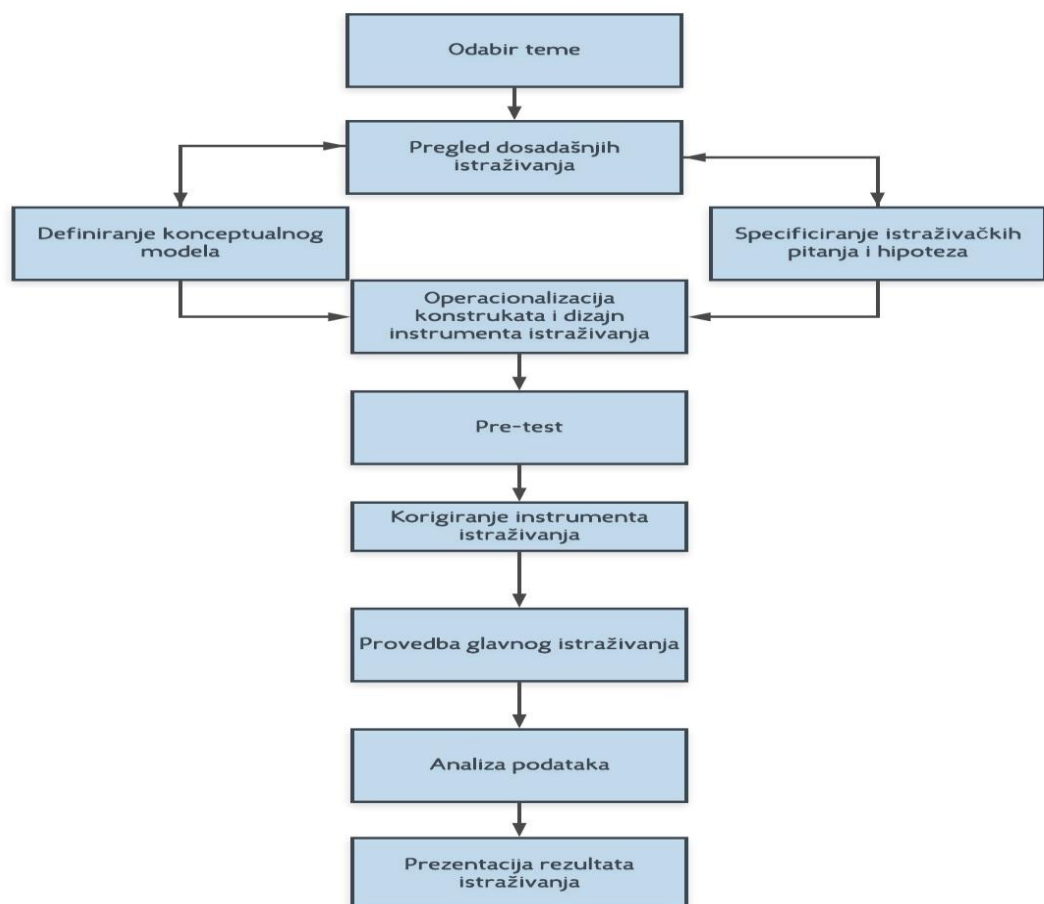 Odabir teme
Pregled dosadašnjih
istraživanja
Definiranje konceptualnog
modela
Specificiranje istraživačkih
pitanja i hipoteza
Operacionalizacija
konstrukata i dizajn
instrumenta istraživanja
Pre-test
Korigiranje instrumenta
istraživanja
Provedba glavnog istraživanja
Analiza podataka
Prezentacija rezultata
istraživanja